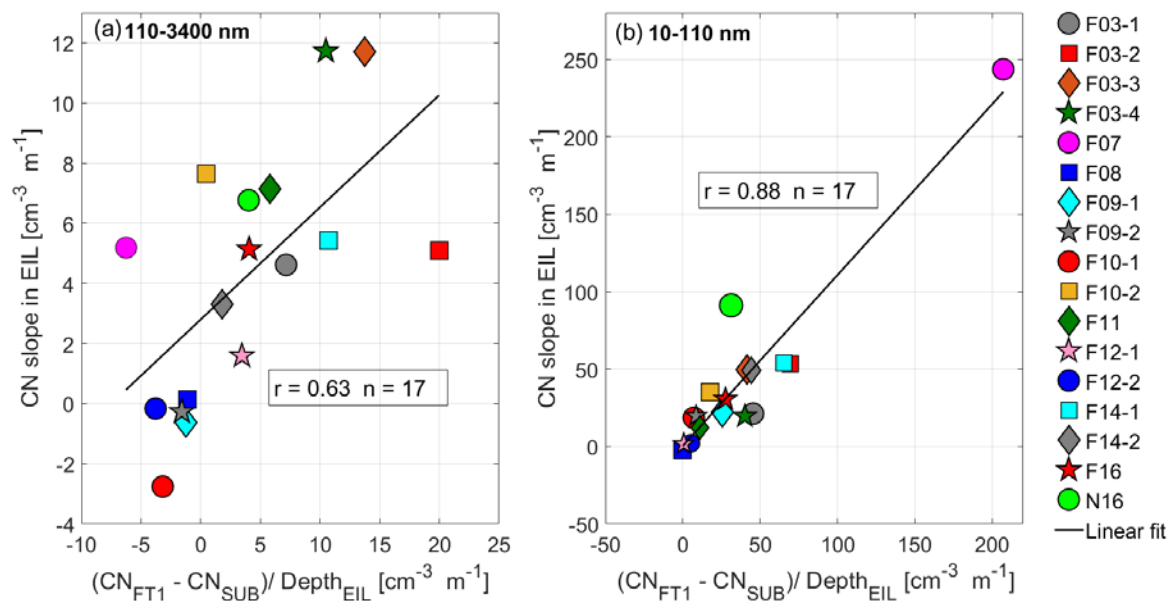 (a) 110-3400 nm
CN slope in EIL [cm⁻³ m⁻¹]
12
10
8
6
4
2
0
-2
-4
r = 0.63 n = 17
-10 -5 0 5 10 15 20 25
(CN_FT1 - CN_SUB)/ Depth_EIL [cm⁻³ m⁻¹]
(b) 10-110 nm
CN slope in EIL [cm⁻³ m⁻¹]
250
200
150
100
50
0
-50
r = 0.88 n = 17
-50 0 50 100 150 200
(CN_FT1 - CN_SUB)/ Depth_EIL [cm⁻³ m⁻¹]
F03-1
F03-2
F03-3
F03-4
F07
F08
F09-1
F09-2
F10-1
F10-2
F11
F12-1
F12-2
F14-1
F14-2
F16
N16
Linear fit